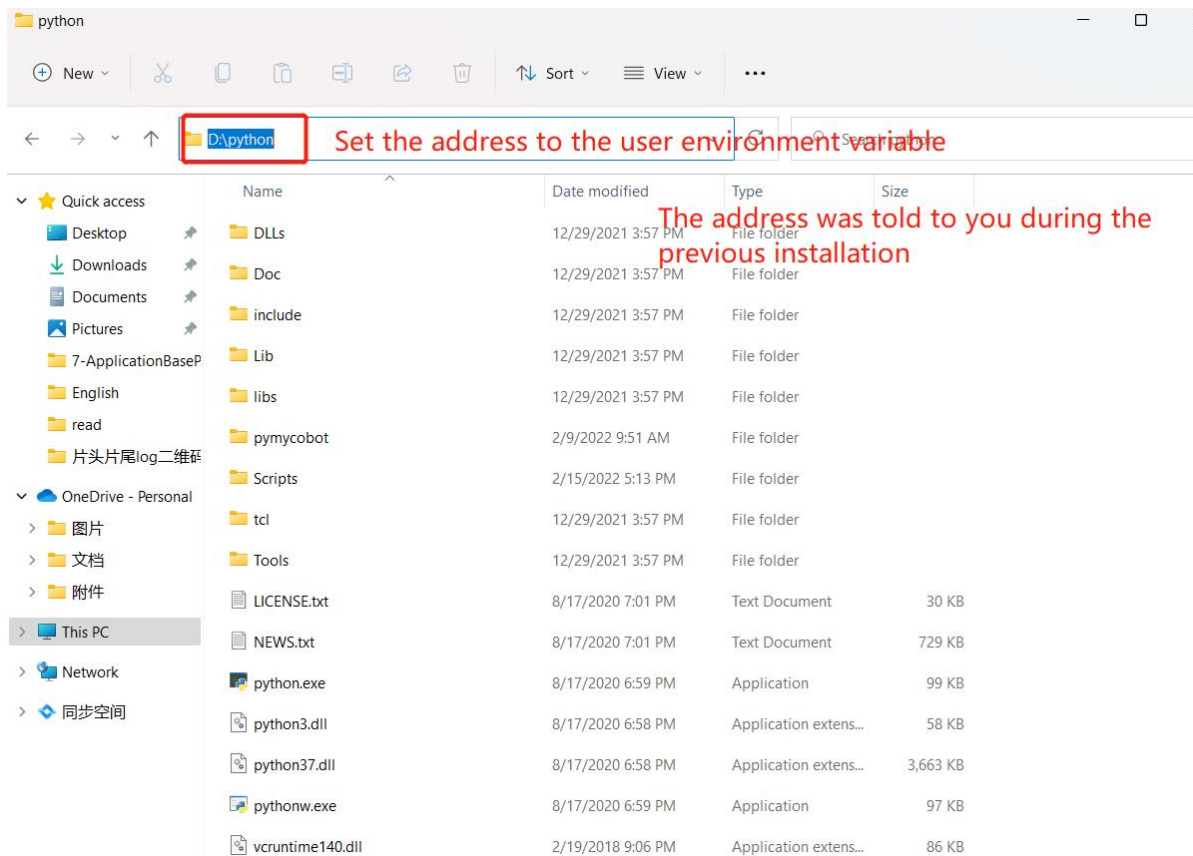 python
New
Sort
View
D:\python
Set the address to the user environment variable
Search python
Name Date modified Type Size
The address was told to you during the
previous installation
Quick access
Desktop
Downloads
Documents
Pictures
7-ApplicationBaseP
English
read
片头片尾log二维码
OneDrive - Personal
图片
文档
附件
This PC
Network
同步空间
DLLs 12/29/2021 3:57 PM File folder
Doc 12/29/2021 3:57 PM File folder
include 12/29/2021 3:57 PM File folder
Lib 12/29/2021 3:57 PM File folder
libs 12/29/2021 3:57 PM File folder
pymycobot 2/9/2022 9:51 AM File folder
Scripts 2/15/2022 5:13 PM File folder
tcl 12/29/2021 3:57 PM File folder
Tools 12/29/2021 3:57 PM File folder
LICENSE.txt 8/17/2020 7:01 PM Text Document 30 KB
NEWS.txt 8/17/2020 7:01 PM Text Document 729 KB
python.exe 8/17/2020 6:59 PM Application 99 KB
python3.dll 8/17/2020 6:58 PM Application extens... 58 KB
python37.dll 8/17/2020 6:58 PM Application extens... 3,663 KB
pythonw.exe 8/17/2020 6:59 PM Application 97 KB
vcruntime140.dll 2/19/2018 9:06 PM Application extens... 86 KB